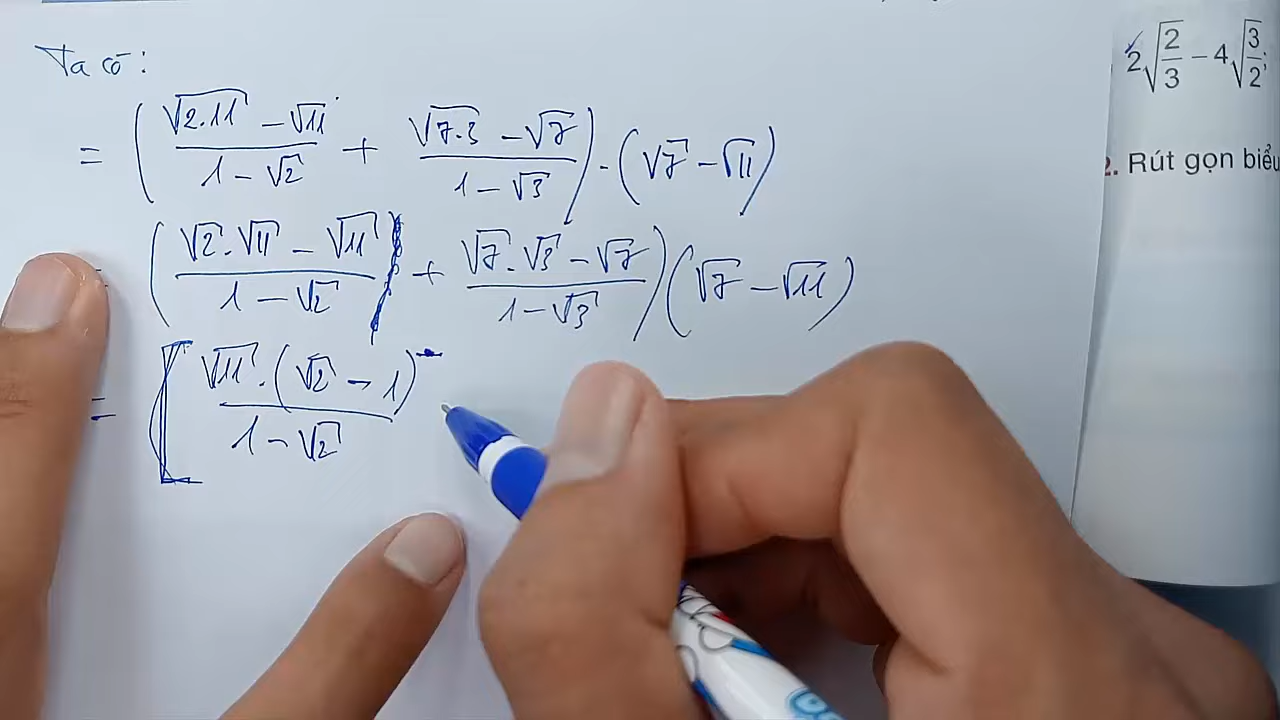 Ta có:
= ( (√2.11 - √11)/(1 - √2) + (√7.3 - √7)/(1 - √3) ) . (√7 - √11)
( (√2.√11 - √11)/(1 - √2) + (√7.√3 - √7)/(1 - √3) ) (√7 - √11)
= [ √11.(√2 - 1)/(1 - √2)
2√(2/3) - 4√(3/2);
2. Rút gọn biểu